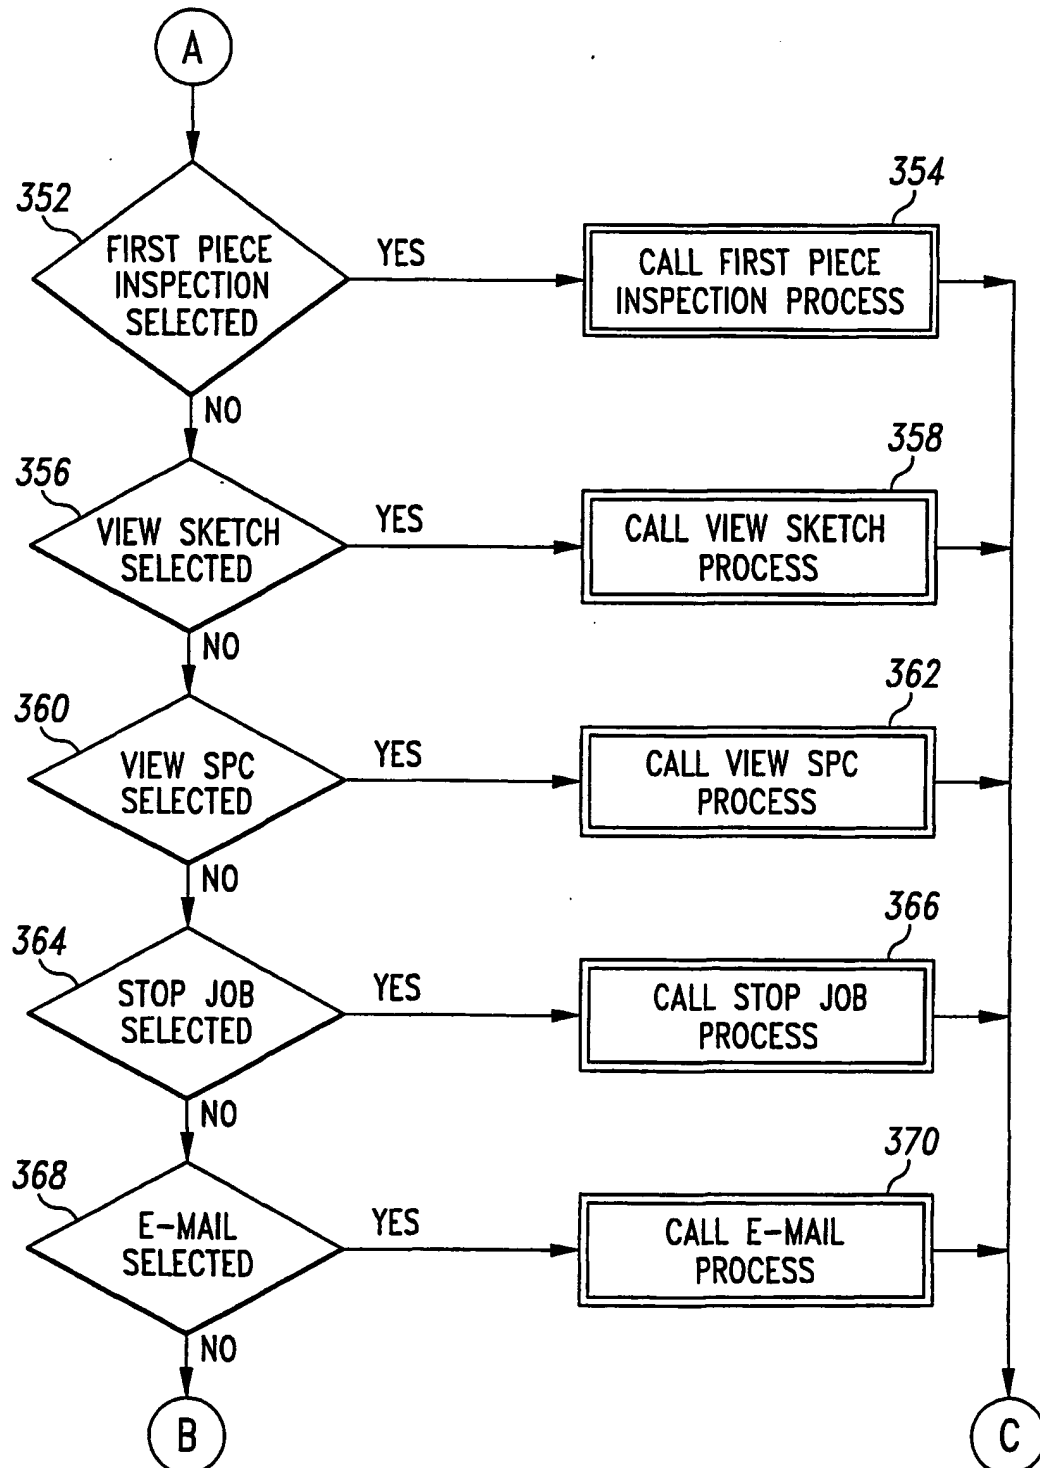 A
352
354
FIRST PIECE
INSPECTION
SELECTED
YES
CALL FIRST PIECE
INSPECTION PROCESS
NO
356
358
VIEW SKETCH
SELECTED
YES
CALL VIEW SKETCH
PROCESS
NO
360
362
VIEW SPC
SELECTED
YES
CALL VIEW SPC
PROCESS
NO
364
366
STOP JOB
SELECTED
YES
CALL STOP JOB
PROCESS
NO
368
370
E-MAIL
SELECTED
YES
CALL E-MAIL
PROCESS
NO
B
C